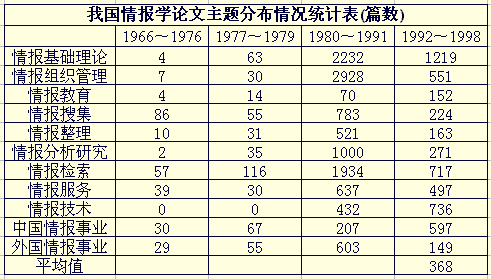 我国情报学论文主题分布情况统计表(篇数)
1966～1976 1977～1979 1980～1991 1992～1998
情报基础理论 4 63 2232 1219
情报组织管理 7 30 2928 551
情报教育 4 14 70 152
情报搜集 86 55 783 224
情报整理 10 31 521 163
情报分析研究 2 35 1000 271
情报检索 57 116 1934 717
情报服务 39 30 637 497
情报技术 0 0 432 736
中国情报事业 30 67 207 597
外国情报事业 29 55 603 149
平均值 368